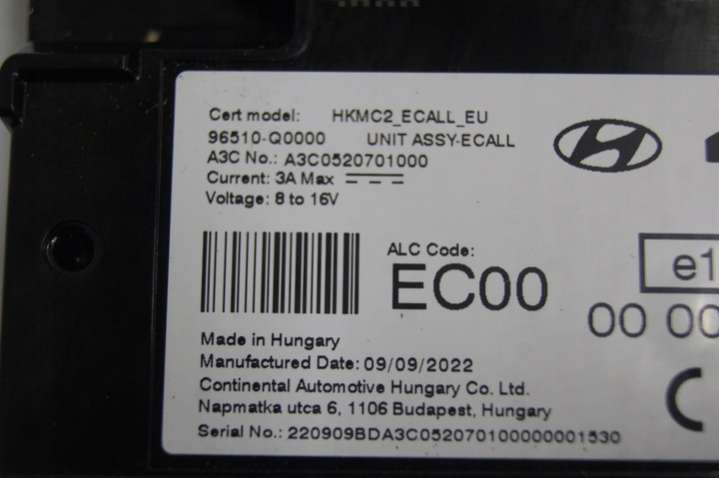 Cert model: HKMC2_ECALL_EU
96510-Q0000 UNIT ASSY-ECALL
A3C No.: A3C0520701000
Current: 3A Max
Voltage: 8 to 16V
ALC Code:
EC00
e1
00 00
Made in Hungary
Manufactured Date: 09/09/2022
Continental Automotive Hungary Co. Ltd.
Napmatka utca 6, 1106 Budapest, Hungary
Serial No.: 220909BDA3C0520701000000001530